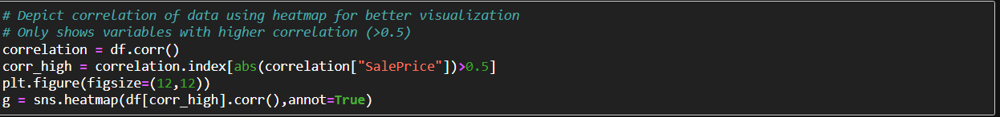 # Depict correlation of data using heatmap for better visualization
# Only shows variables with higher correlation (>0.5)
correlation = df.corr()
corr_high = correlation.index[abs(correlation["SalePrice"])>0.5]
plt.figure(figsize=(12,12))
g = sns.heatmap(df[corr_high].corr(),annot=True)